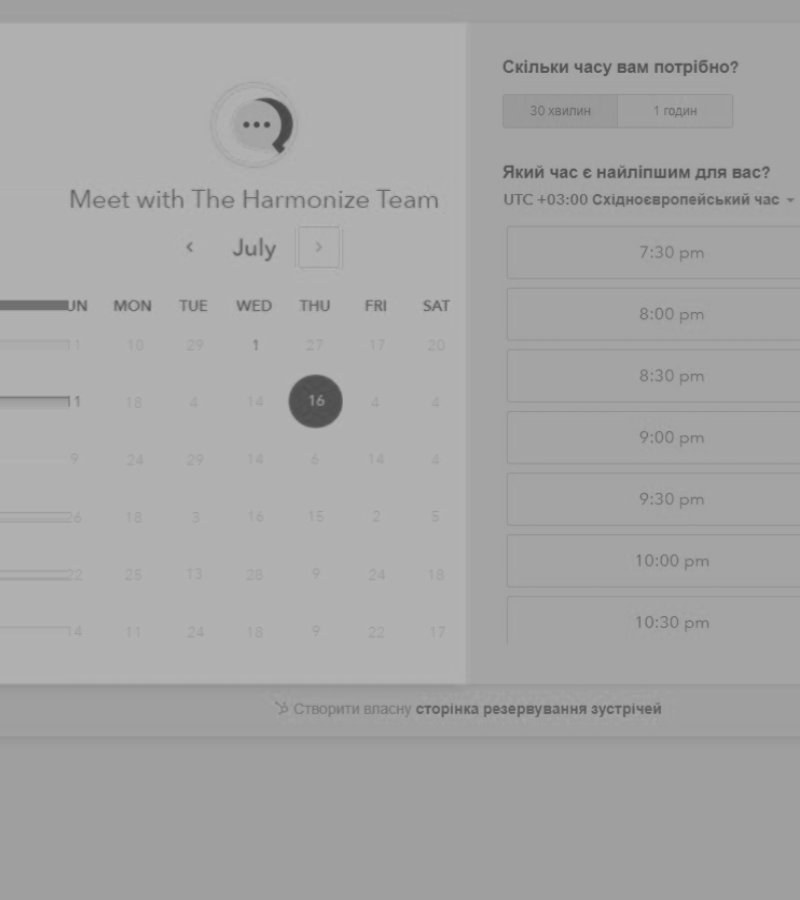 Meet with The Harmonize Team
July
UN MON TUE WED THU FRI SAT
11 10 29 1 27 17 20
11 18 4 14 16 4 4
9 24 29 14 6 14 4
26 18 3 16 15 2 5
22 25 13 28 9 24 18
14 11 24 18 9 22 17
Скільки часу вам потрібно?
30 хвилин 1 годин
Який час є найліпшим для вас?
UTC +03:00 Східноєвропейський час
7:30 pm
8:00 pm
8:30 pm
9:00 pm
9:30 pm
10:00 pm
10:30 pm
Створити власну сторінка резервування зустрічей